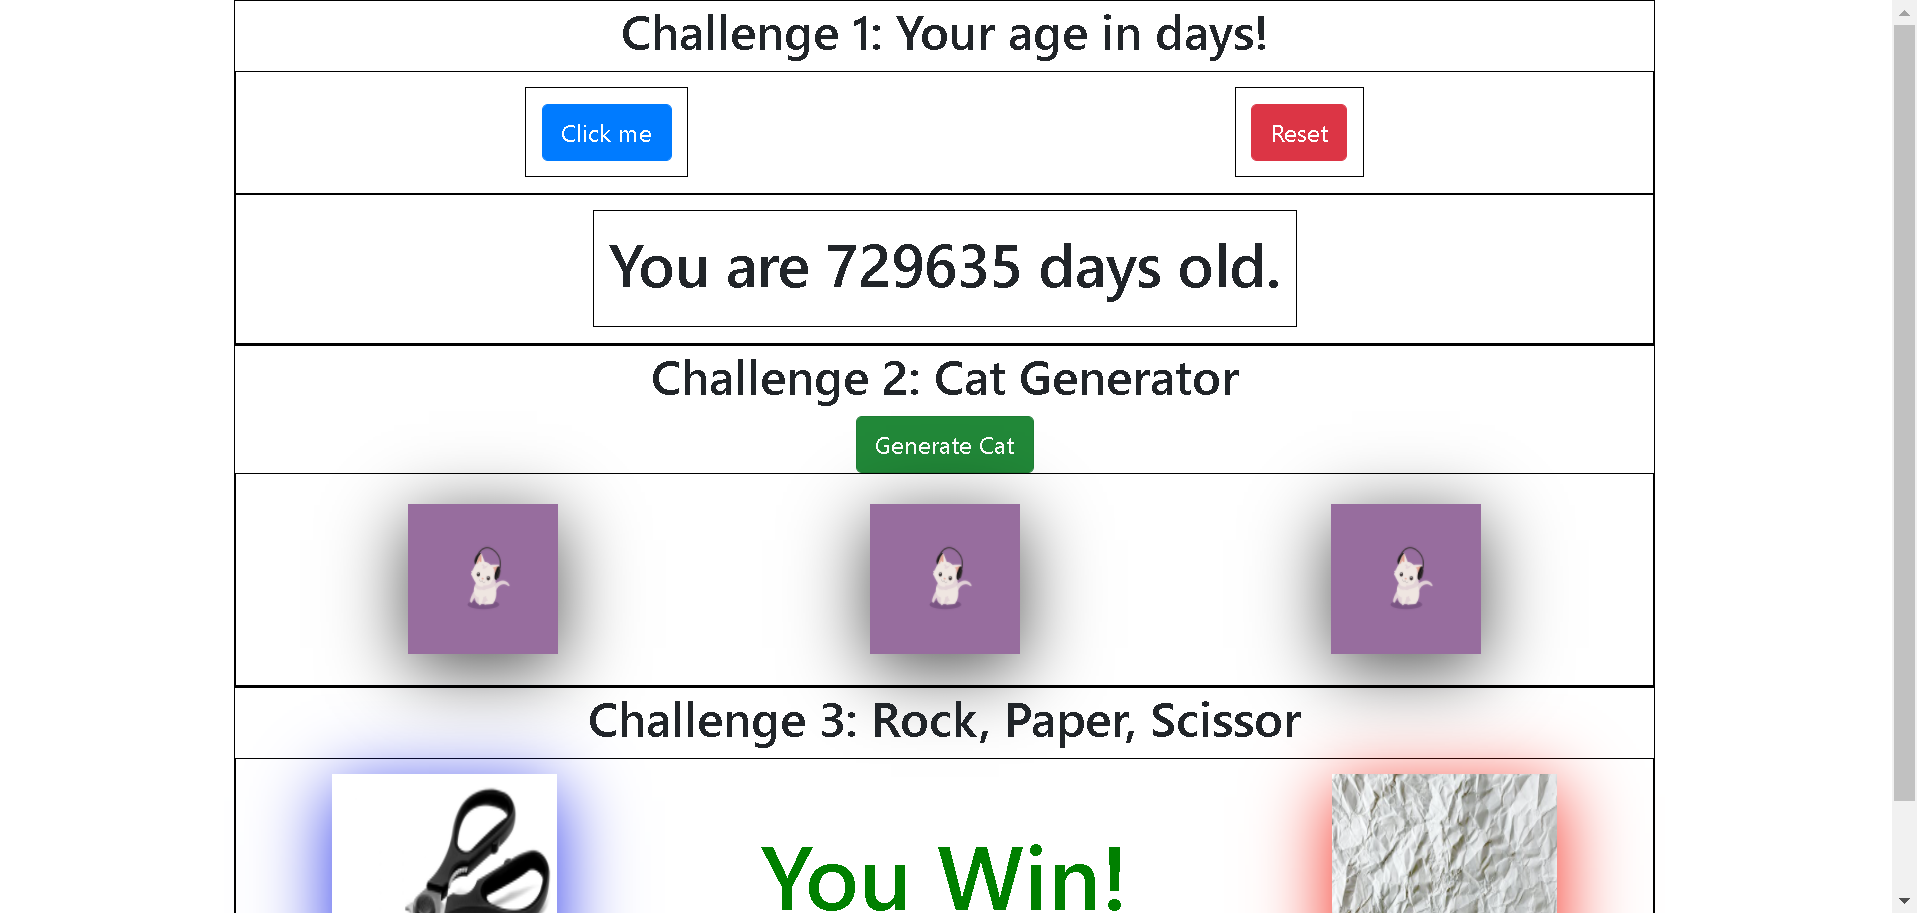 Challenge 1: Your age in days!
Click me
Reset
You are 729635 days old.
Challenge 2: Cat Generator
Generate Cat
Challenge 3: Rock, Paper, Scissor
You Win!